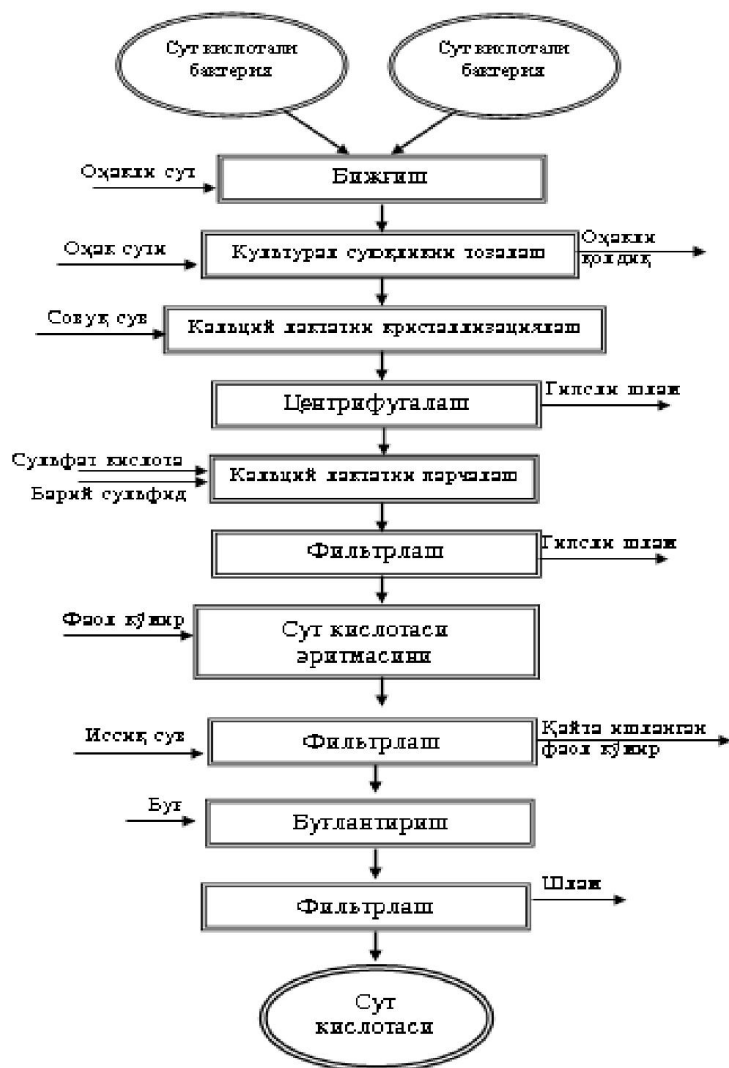 Сут кислотали
бактерия
Сут кислотали
бактерия
Оҳакли сут
Бижғиш
Оҳак сути
Культурал суюқликни тозалаш
Оҳакли
қолдиқ
Совуқ сув
Кальций лактатни кристаллизациялаш
Центрифугалаш
Гипсли шлам
Сульфат кислота
Барий сульфид
Кальций лактатни парчалаш
Фильтрлаш
Гипсли шлам
Фаол кўмир
Сут кислотаси
эритмасини
Иссиқ сув
Фильтрлаш
Қайта ишланган
фаол кўмир
Буғ
Буғлантириш
Фильтрлаш
Шлам
Сут
кислотаси